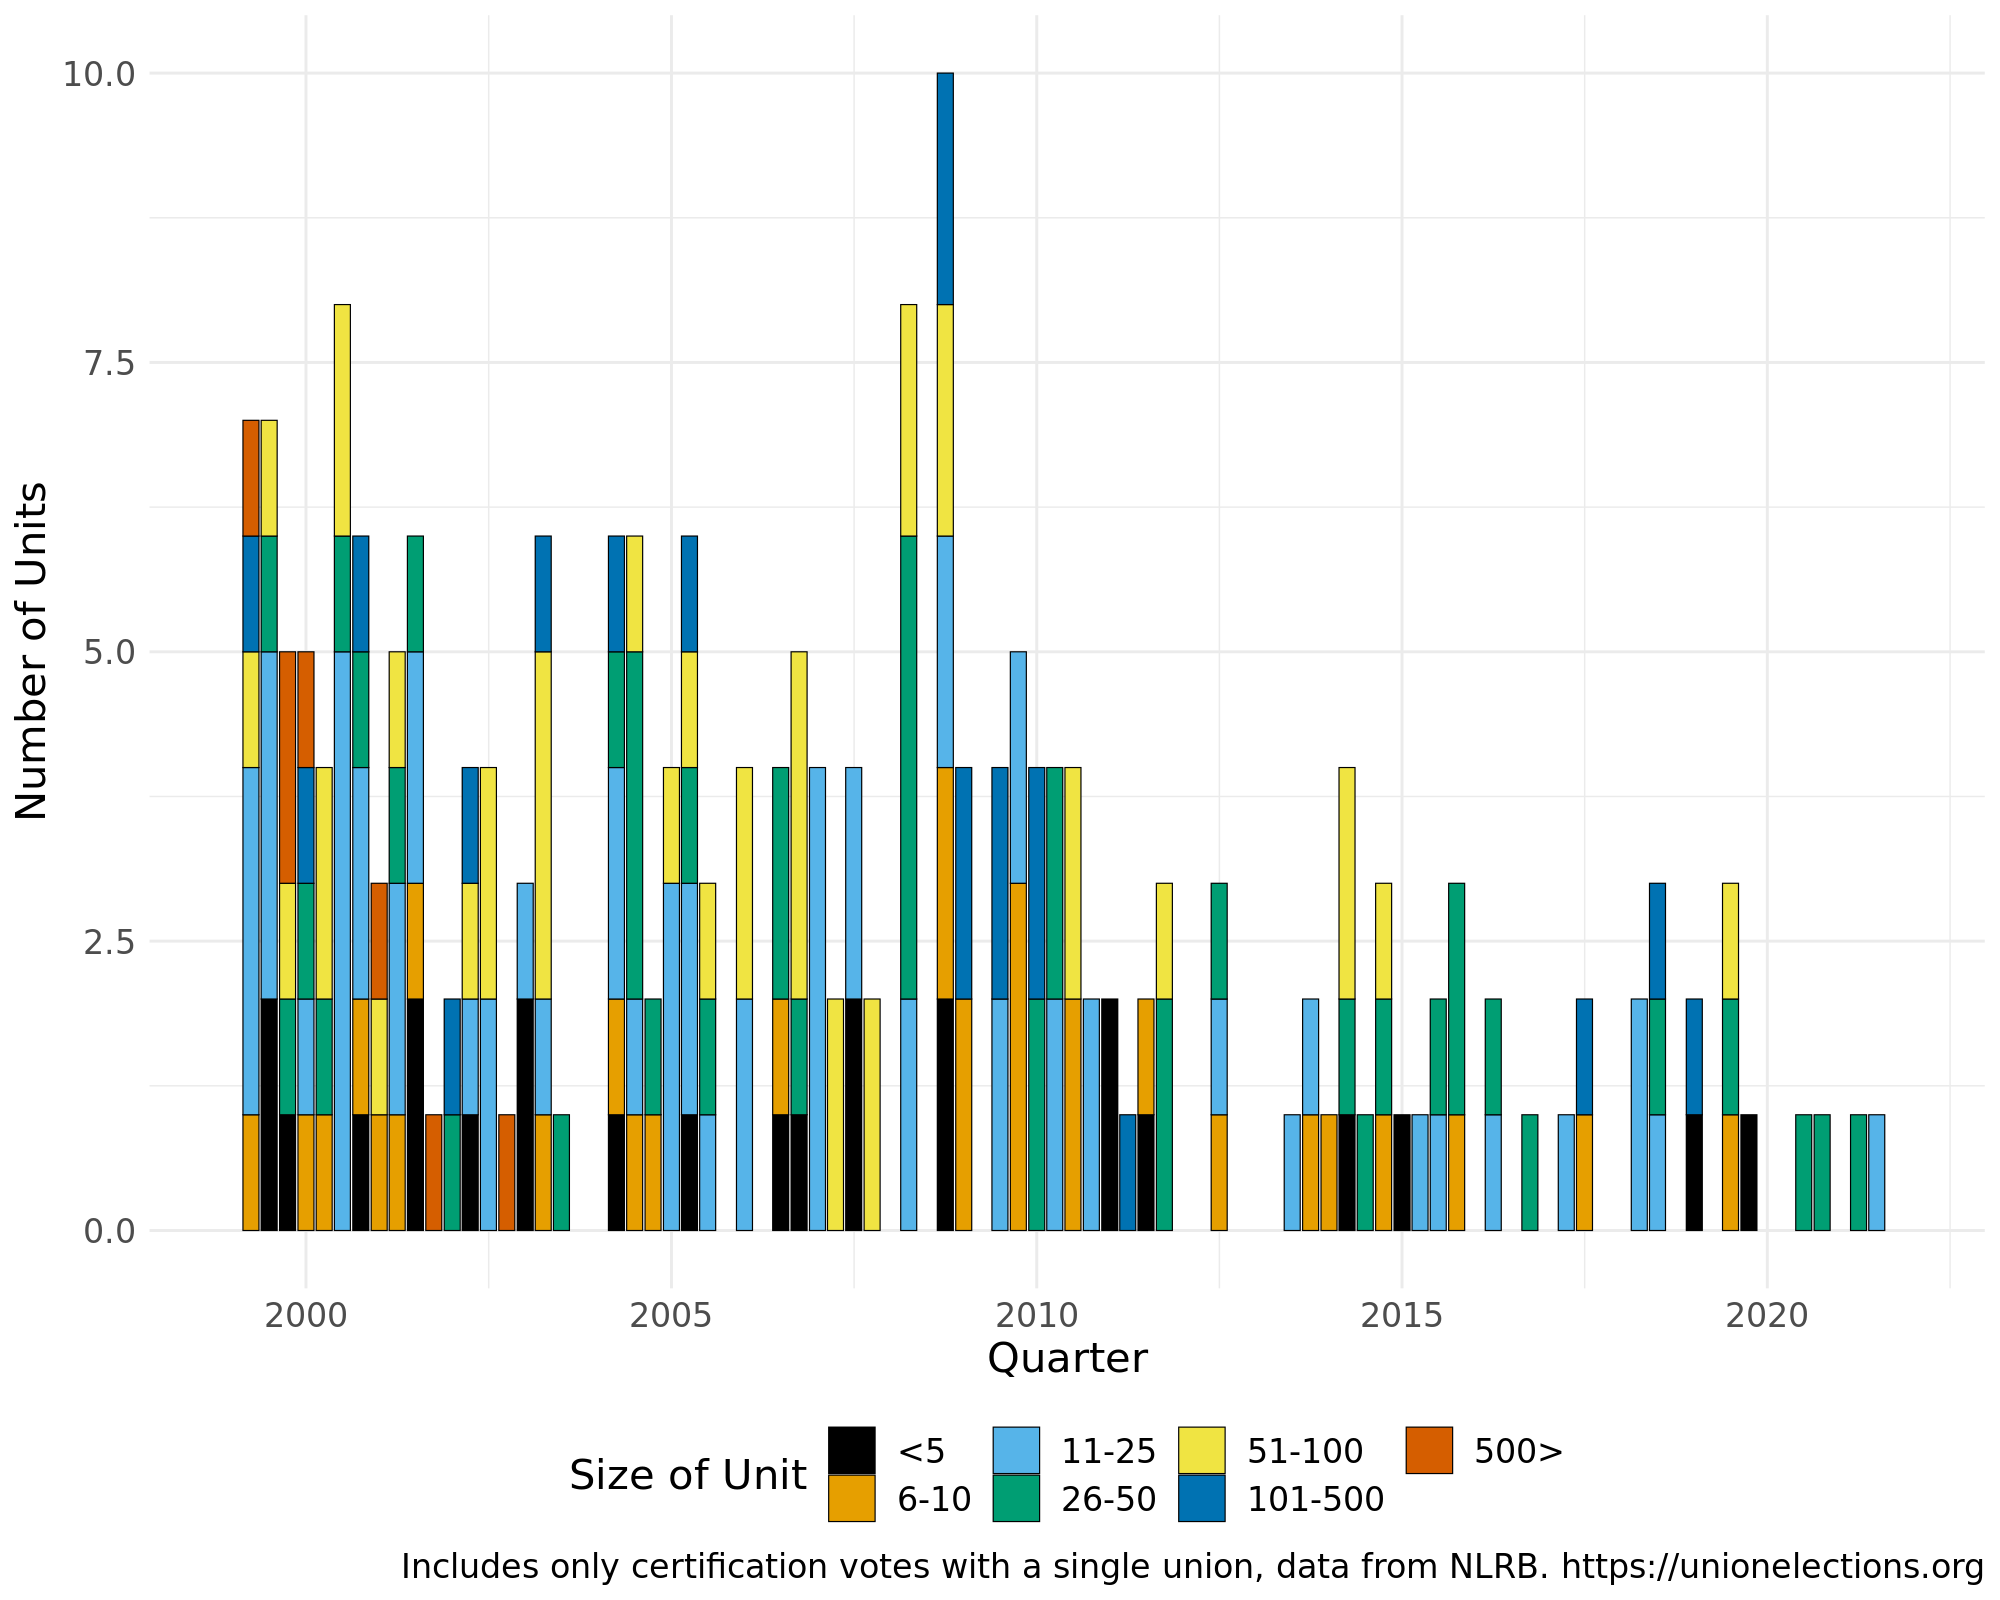 10.0
7.5
5.0
2.5
0.0
Number of Units
2000 2005 2010 2015 2020
Quarter
Size of Unit
<5 11-25 51-100 500>
6-10 26-50 101-500
Includes only certification votes with a single union, data from NLRB. https://unionelections.org